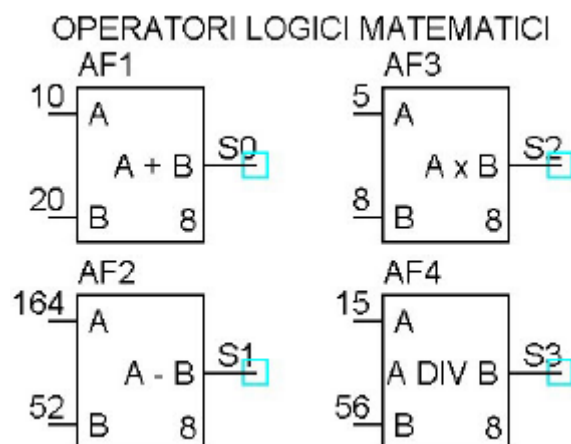 OPERATORI LOGICI MATEMATICI
AF1
10 A
A + B S0
20 B 8
AF3
5 A
A x B S2
8 B 8
AF2
164 A
A - B S1
52 B 8
AF4
15 A
A DIV B S3
56 B 8